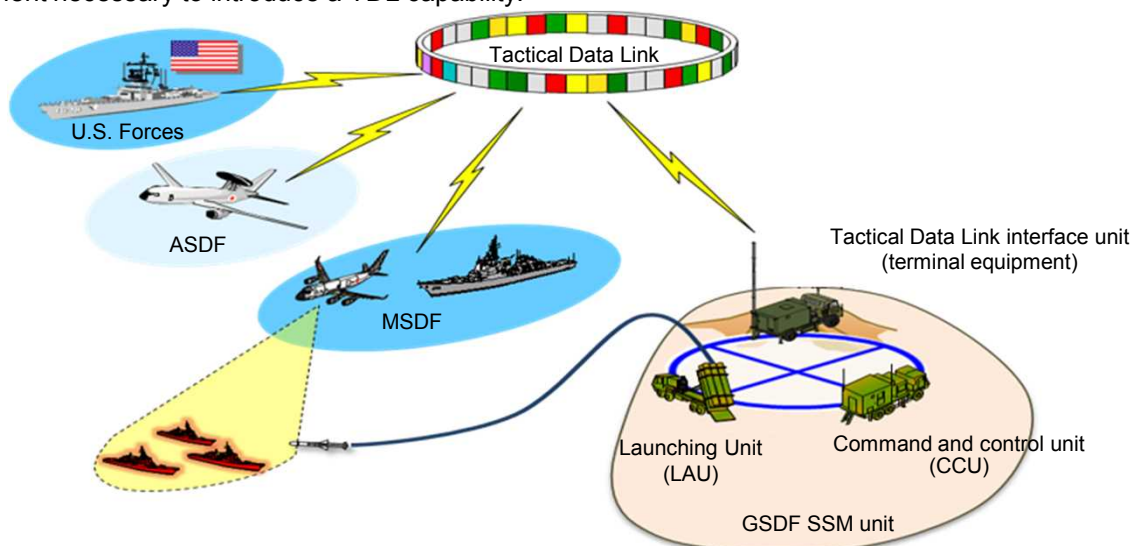 Tactical Data Link
U.S. Forces
ASDF
MSDF
Tactical Data Link interface unit
(terminal equipment)
Launching Unit
(LAU)
Command and control unit
(CCU)
GSDF SSM unit